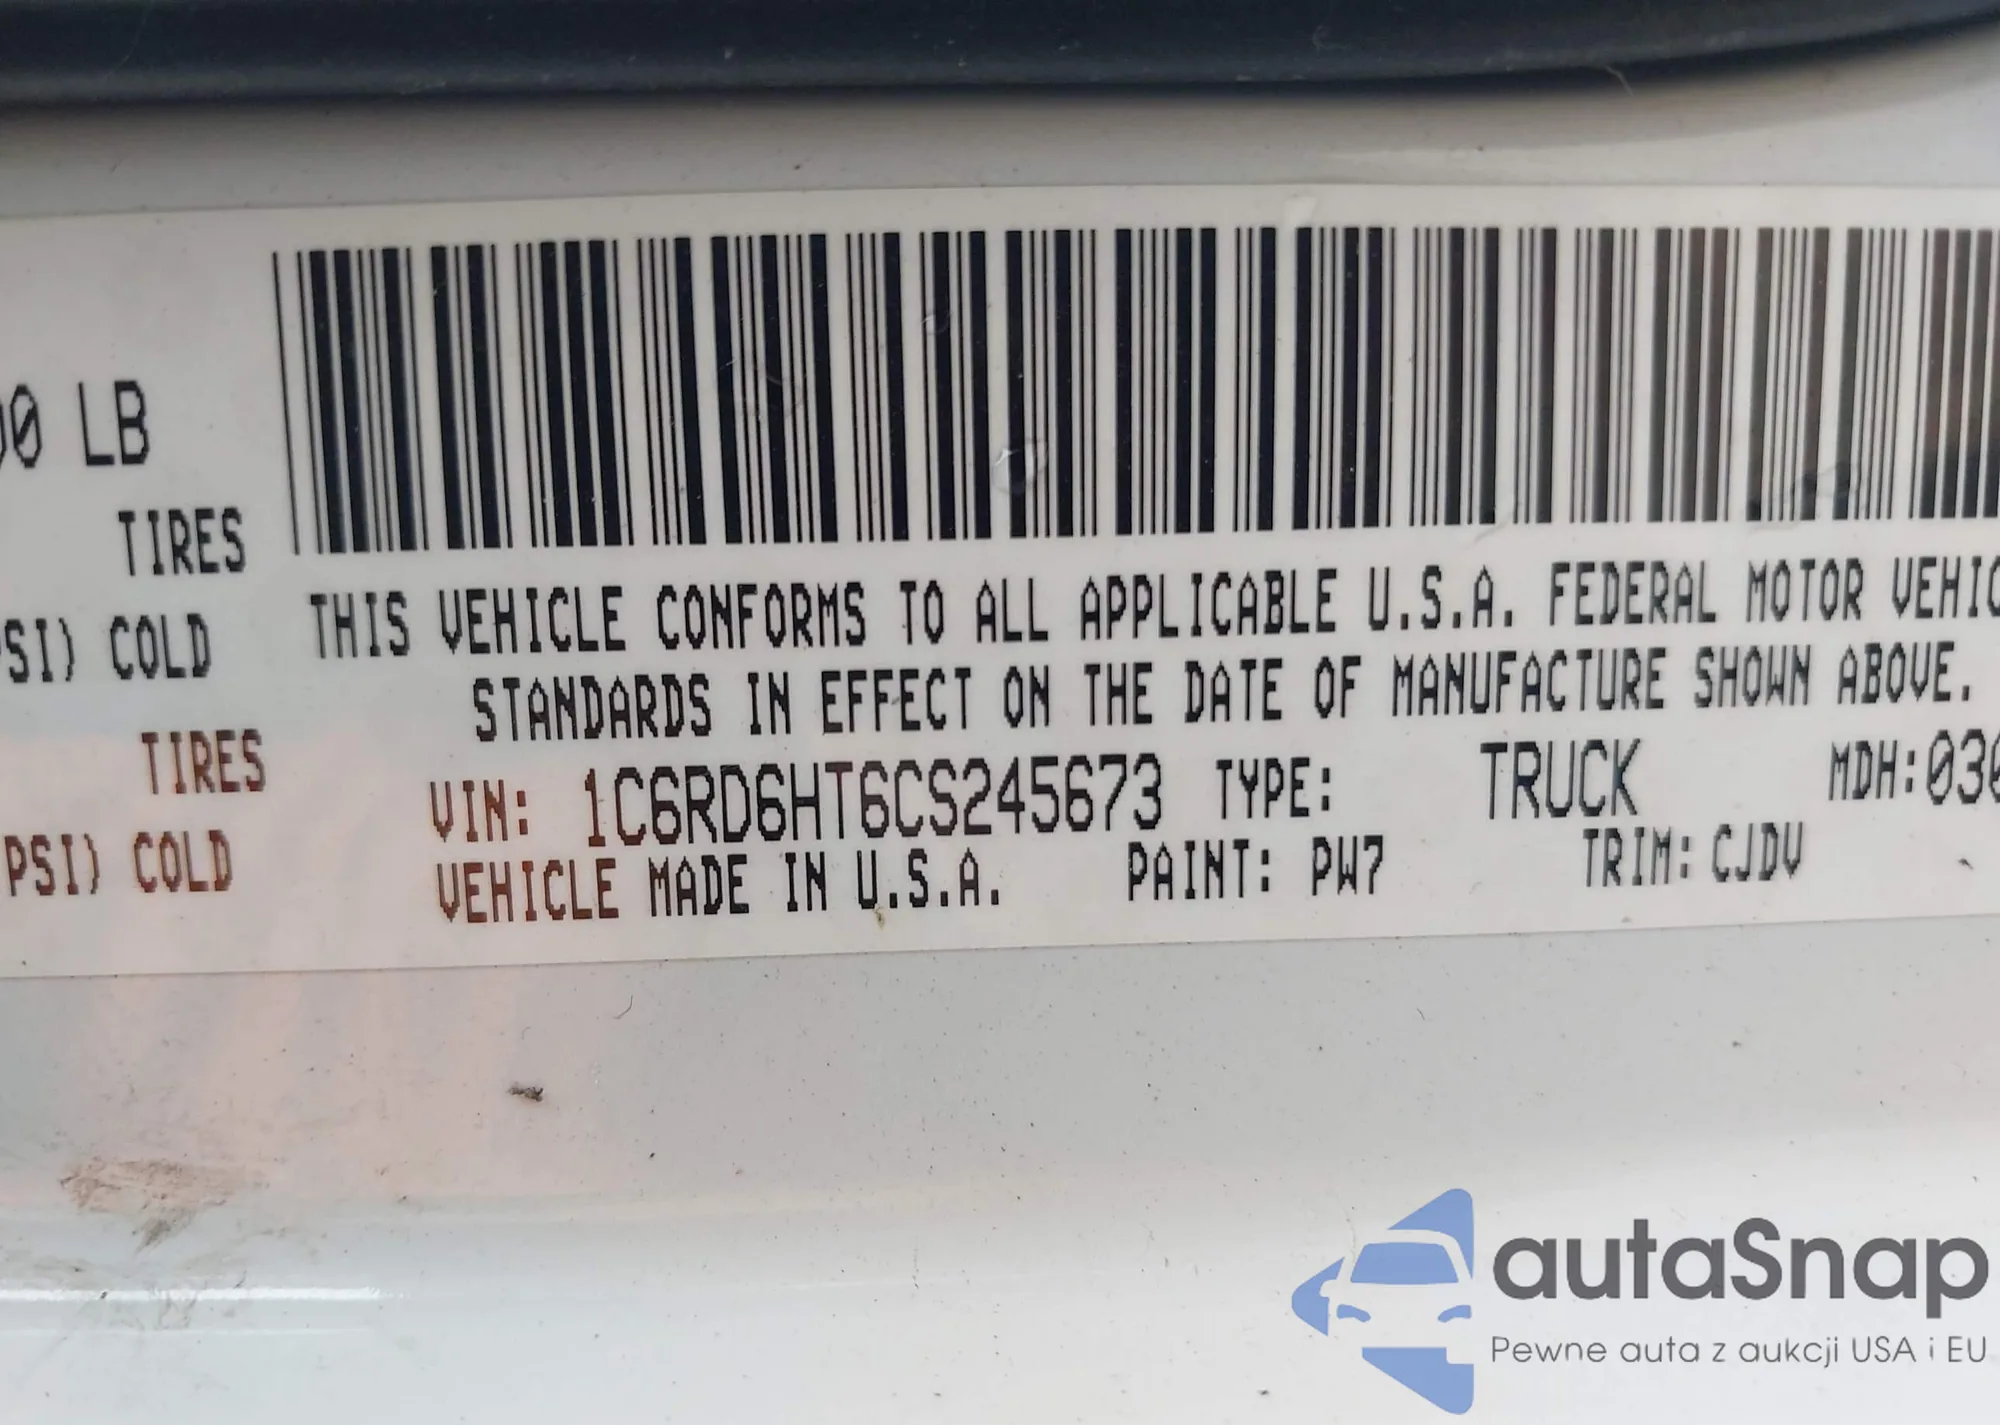 00 LB
TIRES
PSI) COLD
TIRES
PSI) COLD
THIS VEHICLE CONFORMS TO ALL APPLICABLE U.S.A. FEDERAL MOTOR VEHIC
STANDARDS IN EFFECT ON THE DATE OF MANUFACTURE SHOWN ABOVE.
VIN: 1C6RD6HT6CS245673 TYPE: TRUCK MDH:030
VEHICLE MADE IN U.S.A. PAINT: PW7 TRIM: CJDV
autaSnap
Pewne auta z aukcji USA i EU